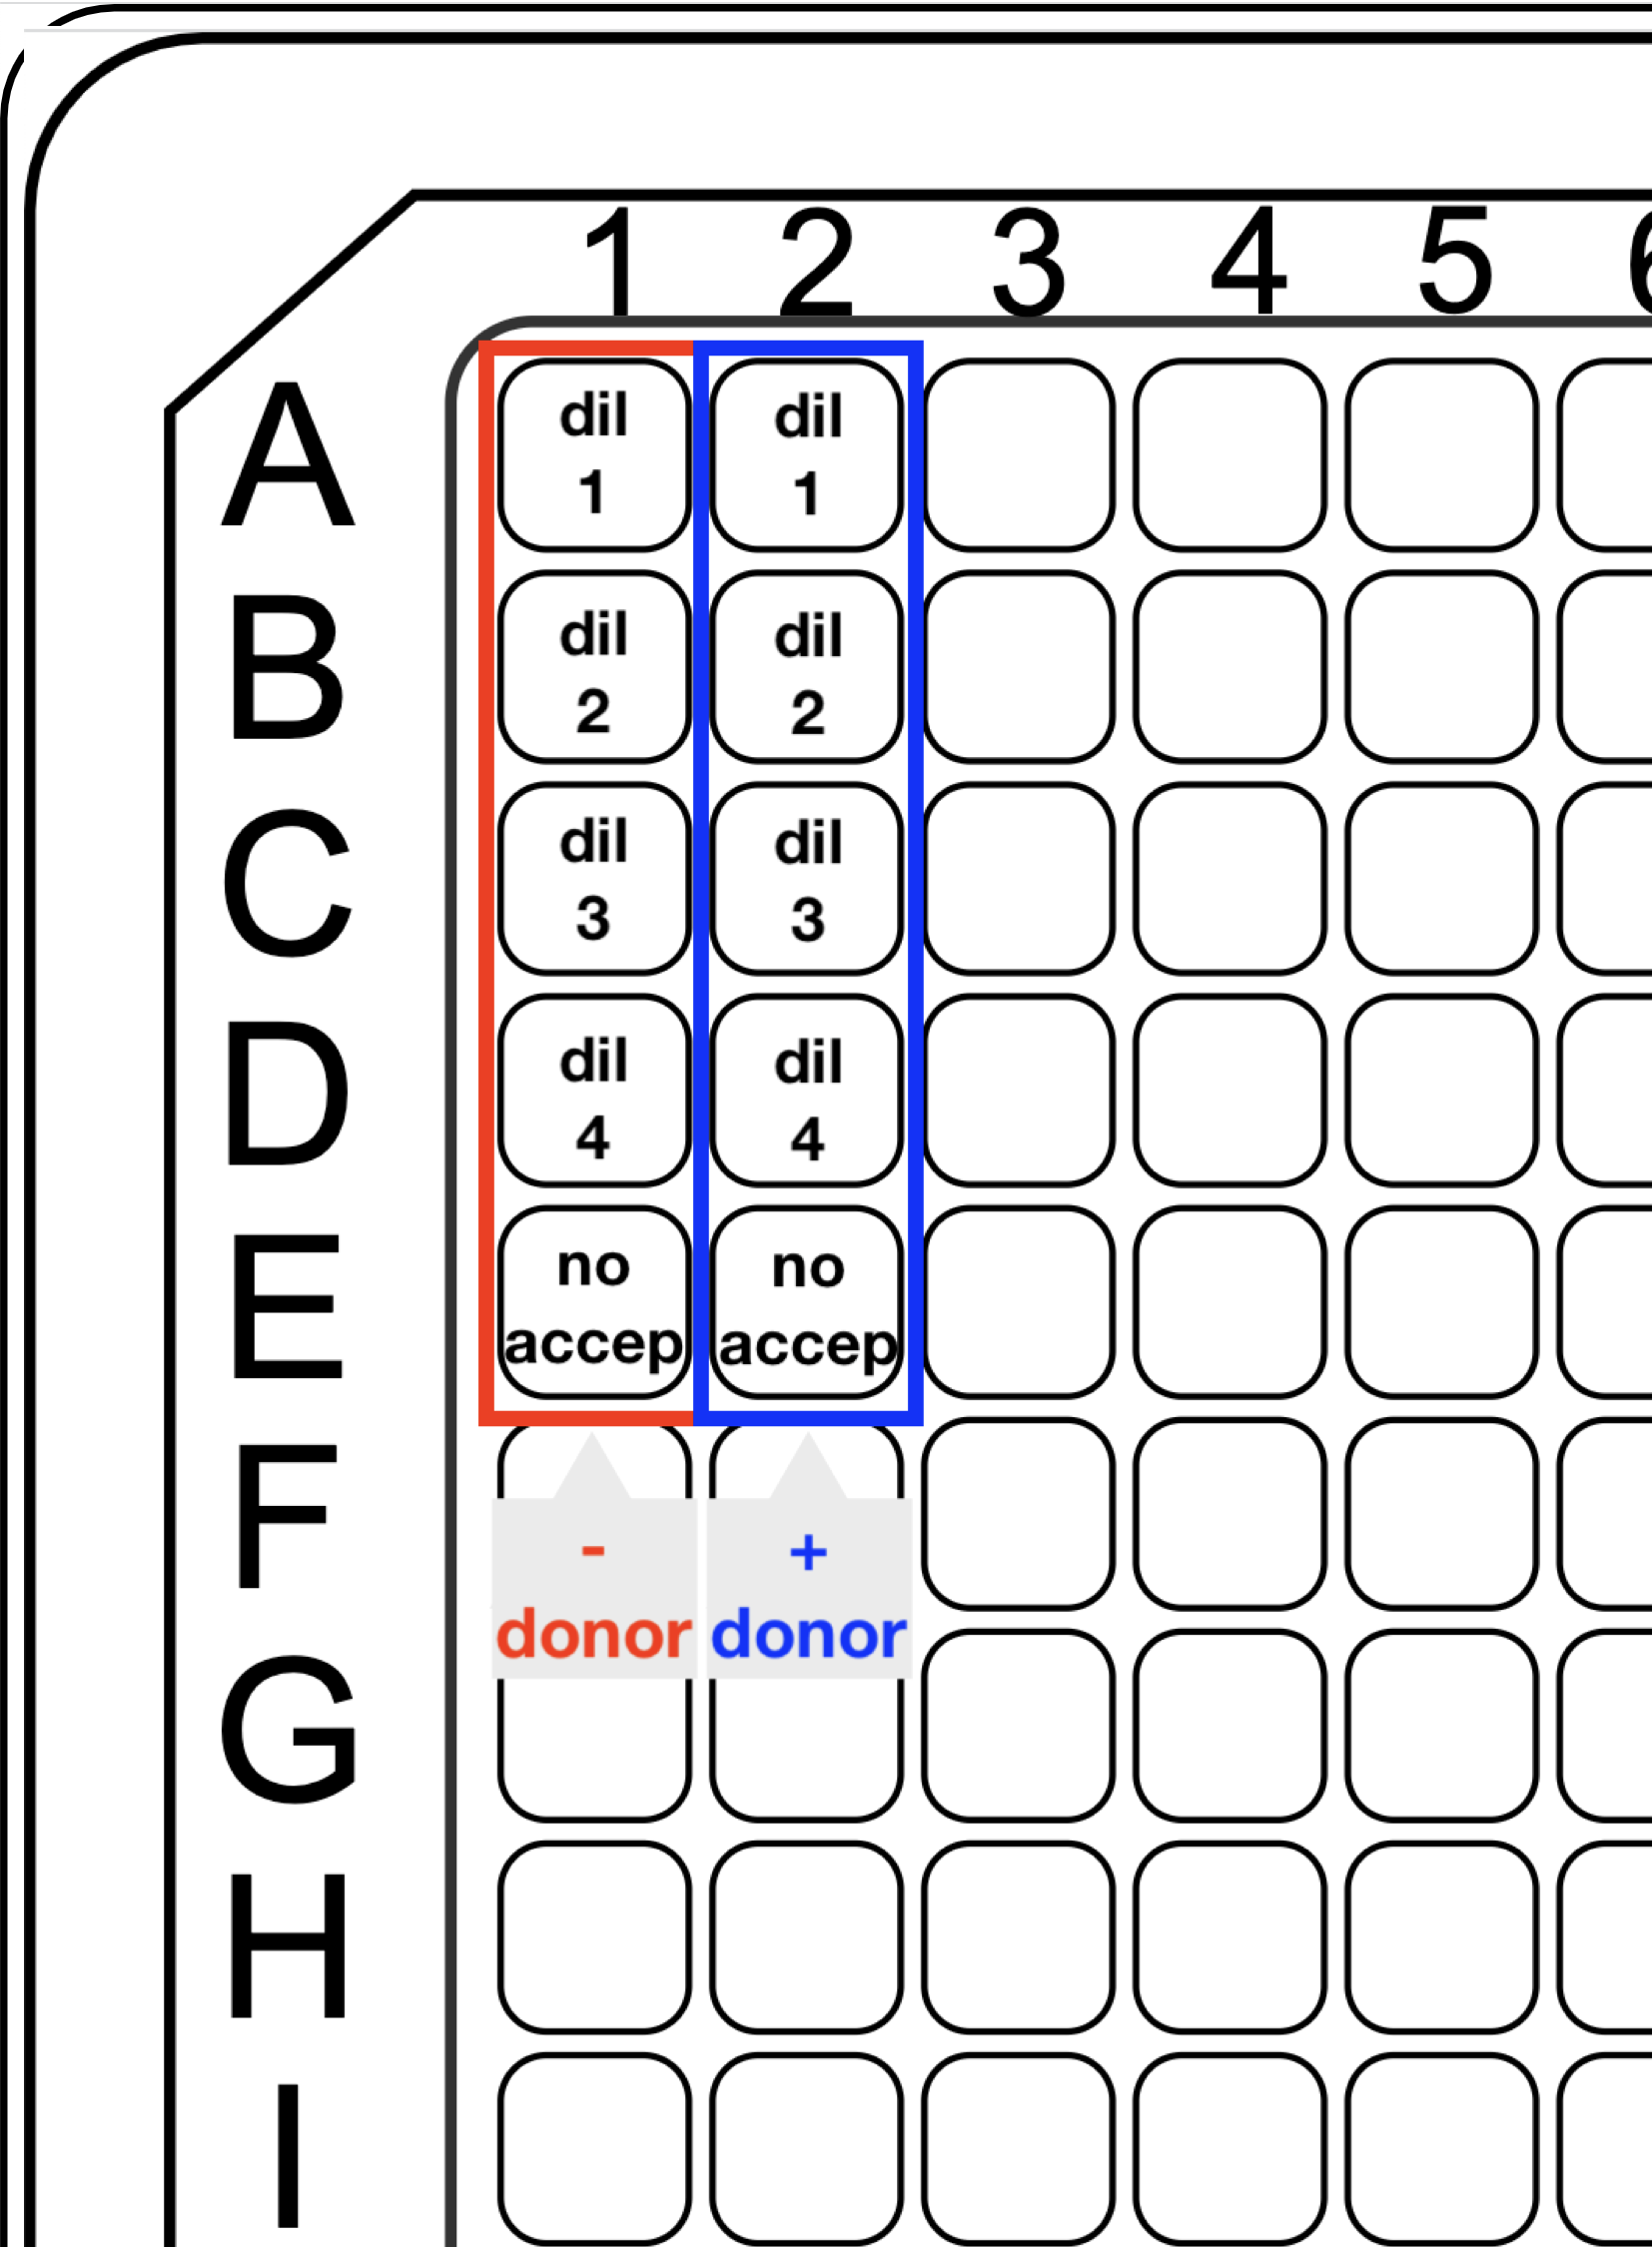 1 2 3 4 5 6
A dil 1 dil 1
B dil 2 dil 2
C dil 3 dil 3
D dil 4 dil 4
E no accep no accep
F - donor + donor
G
H
I